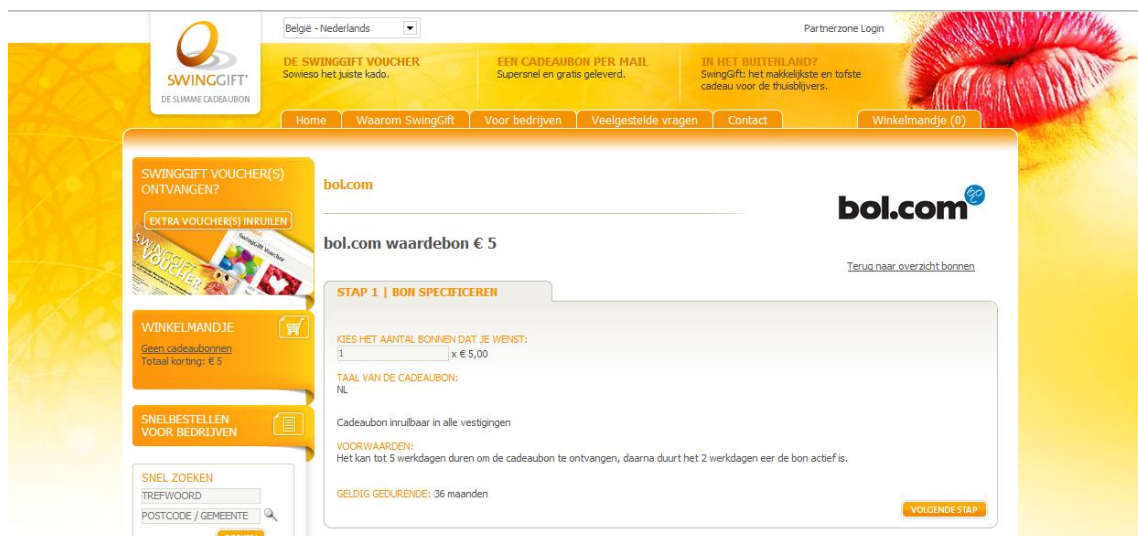 België - Nederlands
Partnerzone Login
SWINGGIFT
DE SLIMME CADEAUBON
DE SWINGGIFT VOUCHER
Sowieso het juiste kado.
EEN CADEAUBON PER MAIL
Supersnel en gratis geleverd.
IN HET BUITENLAND?
SwingGift: het makkelijkste en tofste
cadeau voor de thuisblijvers.
Home
Waarom SwingGift
Voor bedrijven
Veelgestelde vragen
Contact
Winkelmandje (0)
SWINGGIFT VOUCHER(S)
ONTVANGEN?
EXTRA VOUCHER(S) INRUILEN
SWINGGIFT
VOUCHER
SwingGift Voucher
WINKELMANDJE
Geen cadeaubonnen
Totaal korting: € 5
SNELBESTELLEN
VOOR BEDRIJVEN
SNEL ZOEKEN
TREFWOORD
POSTCODE / GEMEENTE
bol.com
bol.com
bol.com waardebon € 5
Terug naar overzicht bonnen
STAP 1 | BON SPECIFICEREN
KIES HET AANTAL BONNEN DAT JE WENST:
1 x € 5,00
TAAL VAN DE CADEAUBON:
NL
Cadeaubon inruilbaar in alle vestigingen
VOORWAARDEN:
Het kan tot 5 werkdagen duren om de cadeaubon te ontvangen, daarna duurt het 2 werkdagen eer de bon actief is.
GELDIG GEDURENDE: 36 maanden
VOLGENDE STAP